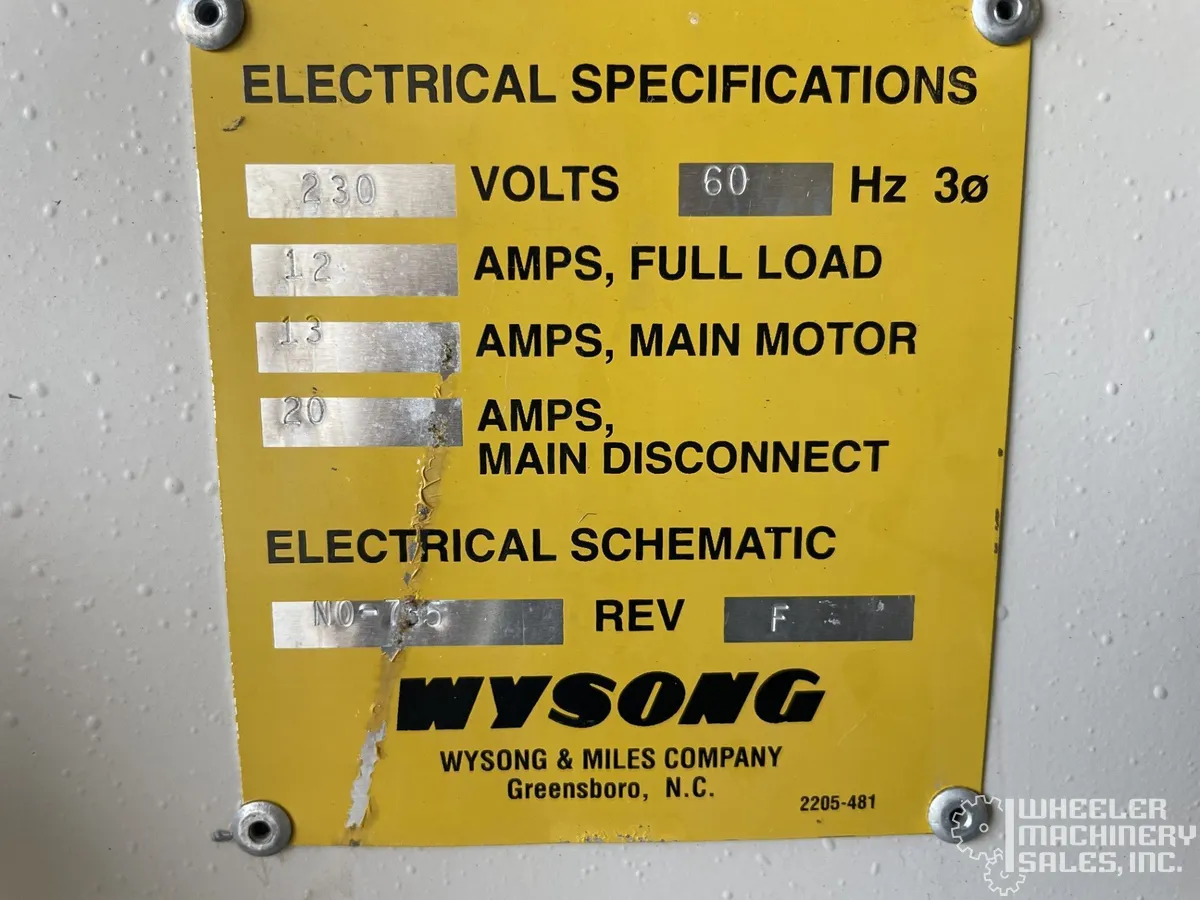 ELECTRICAL SPECIFICATIONS
230 VOLTS 60 Hz 3ø
12 AMPS, FULL LOAD
13 AMPS, MAIN MOTOR
20 AMPS,
MAIN DISCONNECT
ELECTRICAL SCHEMATIC
REV F
WYSONG
WYSONG & MILES COMPANY
Greensboro, N.C.
2205-481
WHEELER
MACHINERY
SALES, INC.